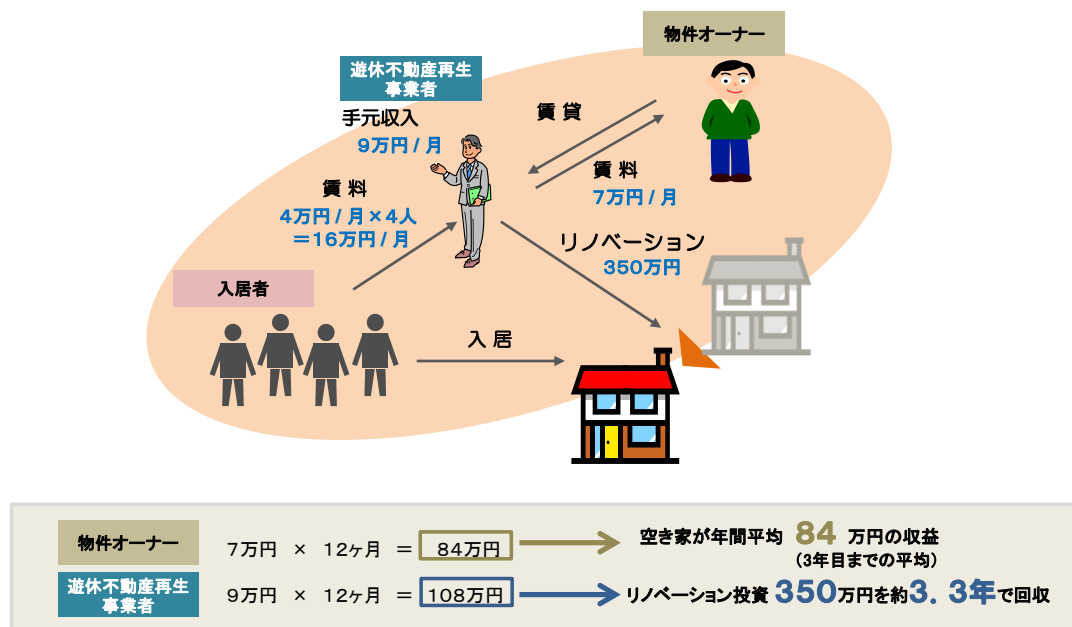 物件オーナー
遊休不動産再生
事業者
手元収入
9万円/月
賃貸
賃料
7万円/月
賃料
4万円/月×4人
=16万円/月
リノベーション
350万円
入居者
入居
物件オーナー
7万円 × 12ヶ月 = 84万円
空き家が年間平均 84 万円の収益
(3年目までの平均)
遊休不動産再生
事業者
9万円 × 12ヶ月 = 108万円
リノベーション投資 350万円を約3.3年で回収